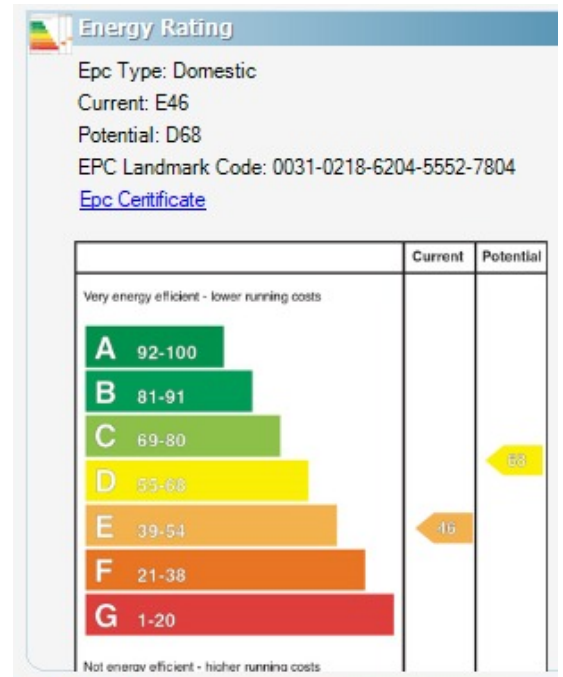 Energy Rating
Epc Type: Domestic
Current: E46
Potential: D68
EPC Landmark Code: 0031-0218-6204-5552-7804
Epc Ceritificate
Current Potential
Very energy efficient - lower running costs
A 92-100
B 81-91
C 69-80
68
D 55-68
E 39-54 46
F 21-38
G 1-20
Not energy efficient - higher running costs